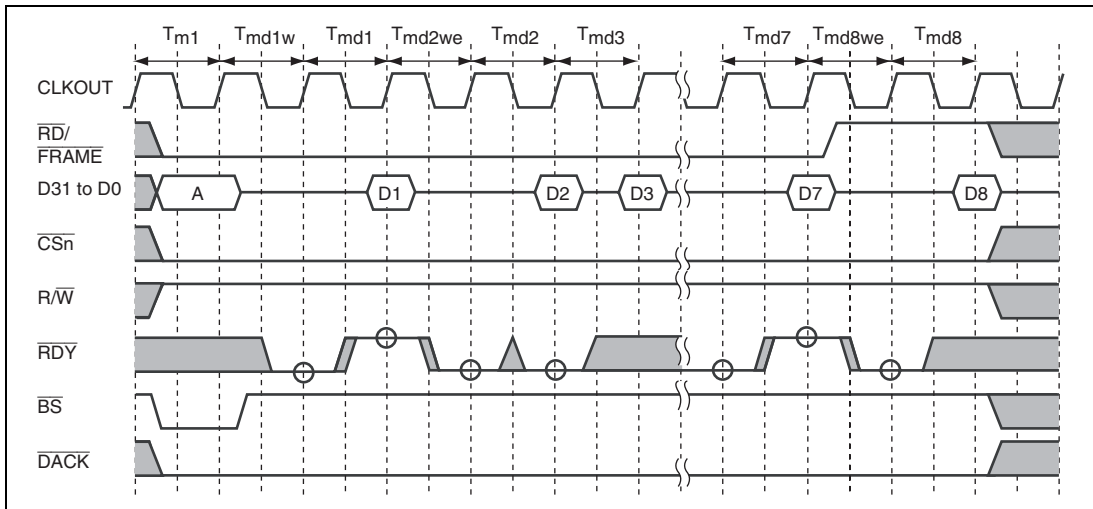 Tm1 Tmd1w Tmd1 Tmd2we Tmd2 Tmd3 Tmd7 Tmd8we Tmd8
CLKOUT
RD/
FRAME
D31 to D0 A D1 D2 D3 D7 D8
CSn
R/W
RDY
BS
DACK